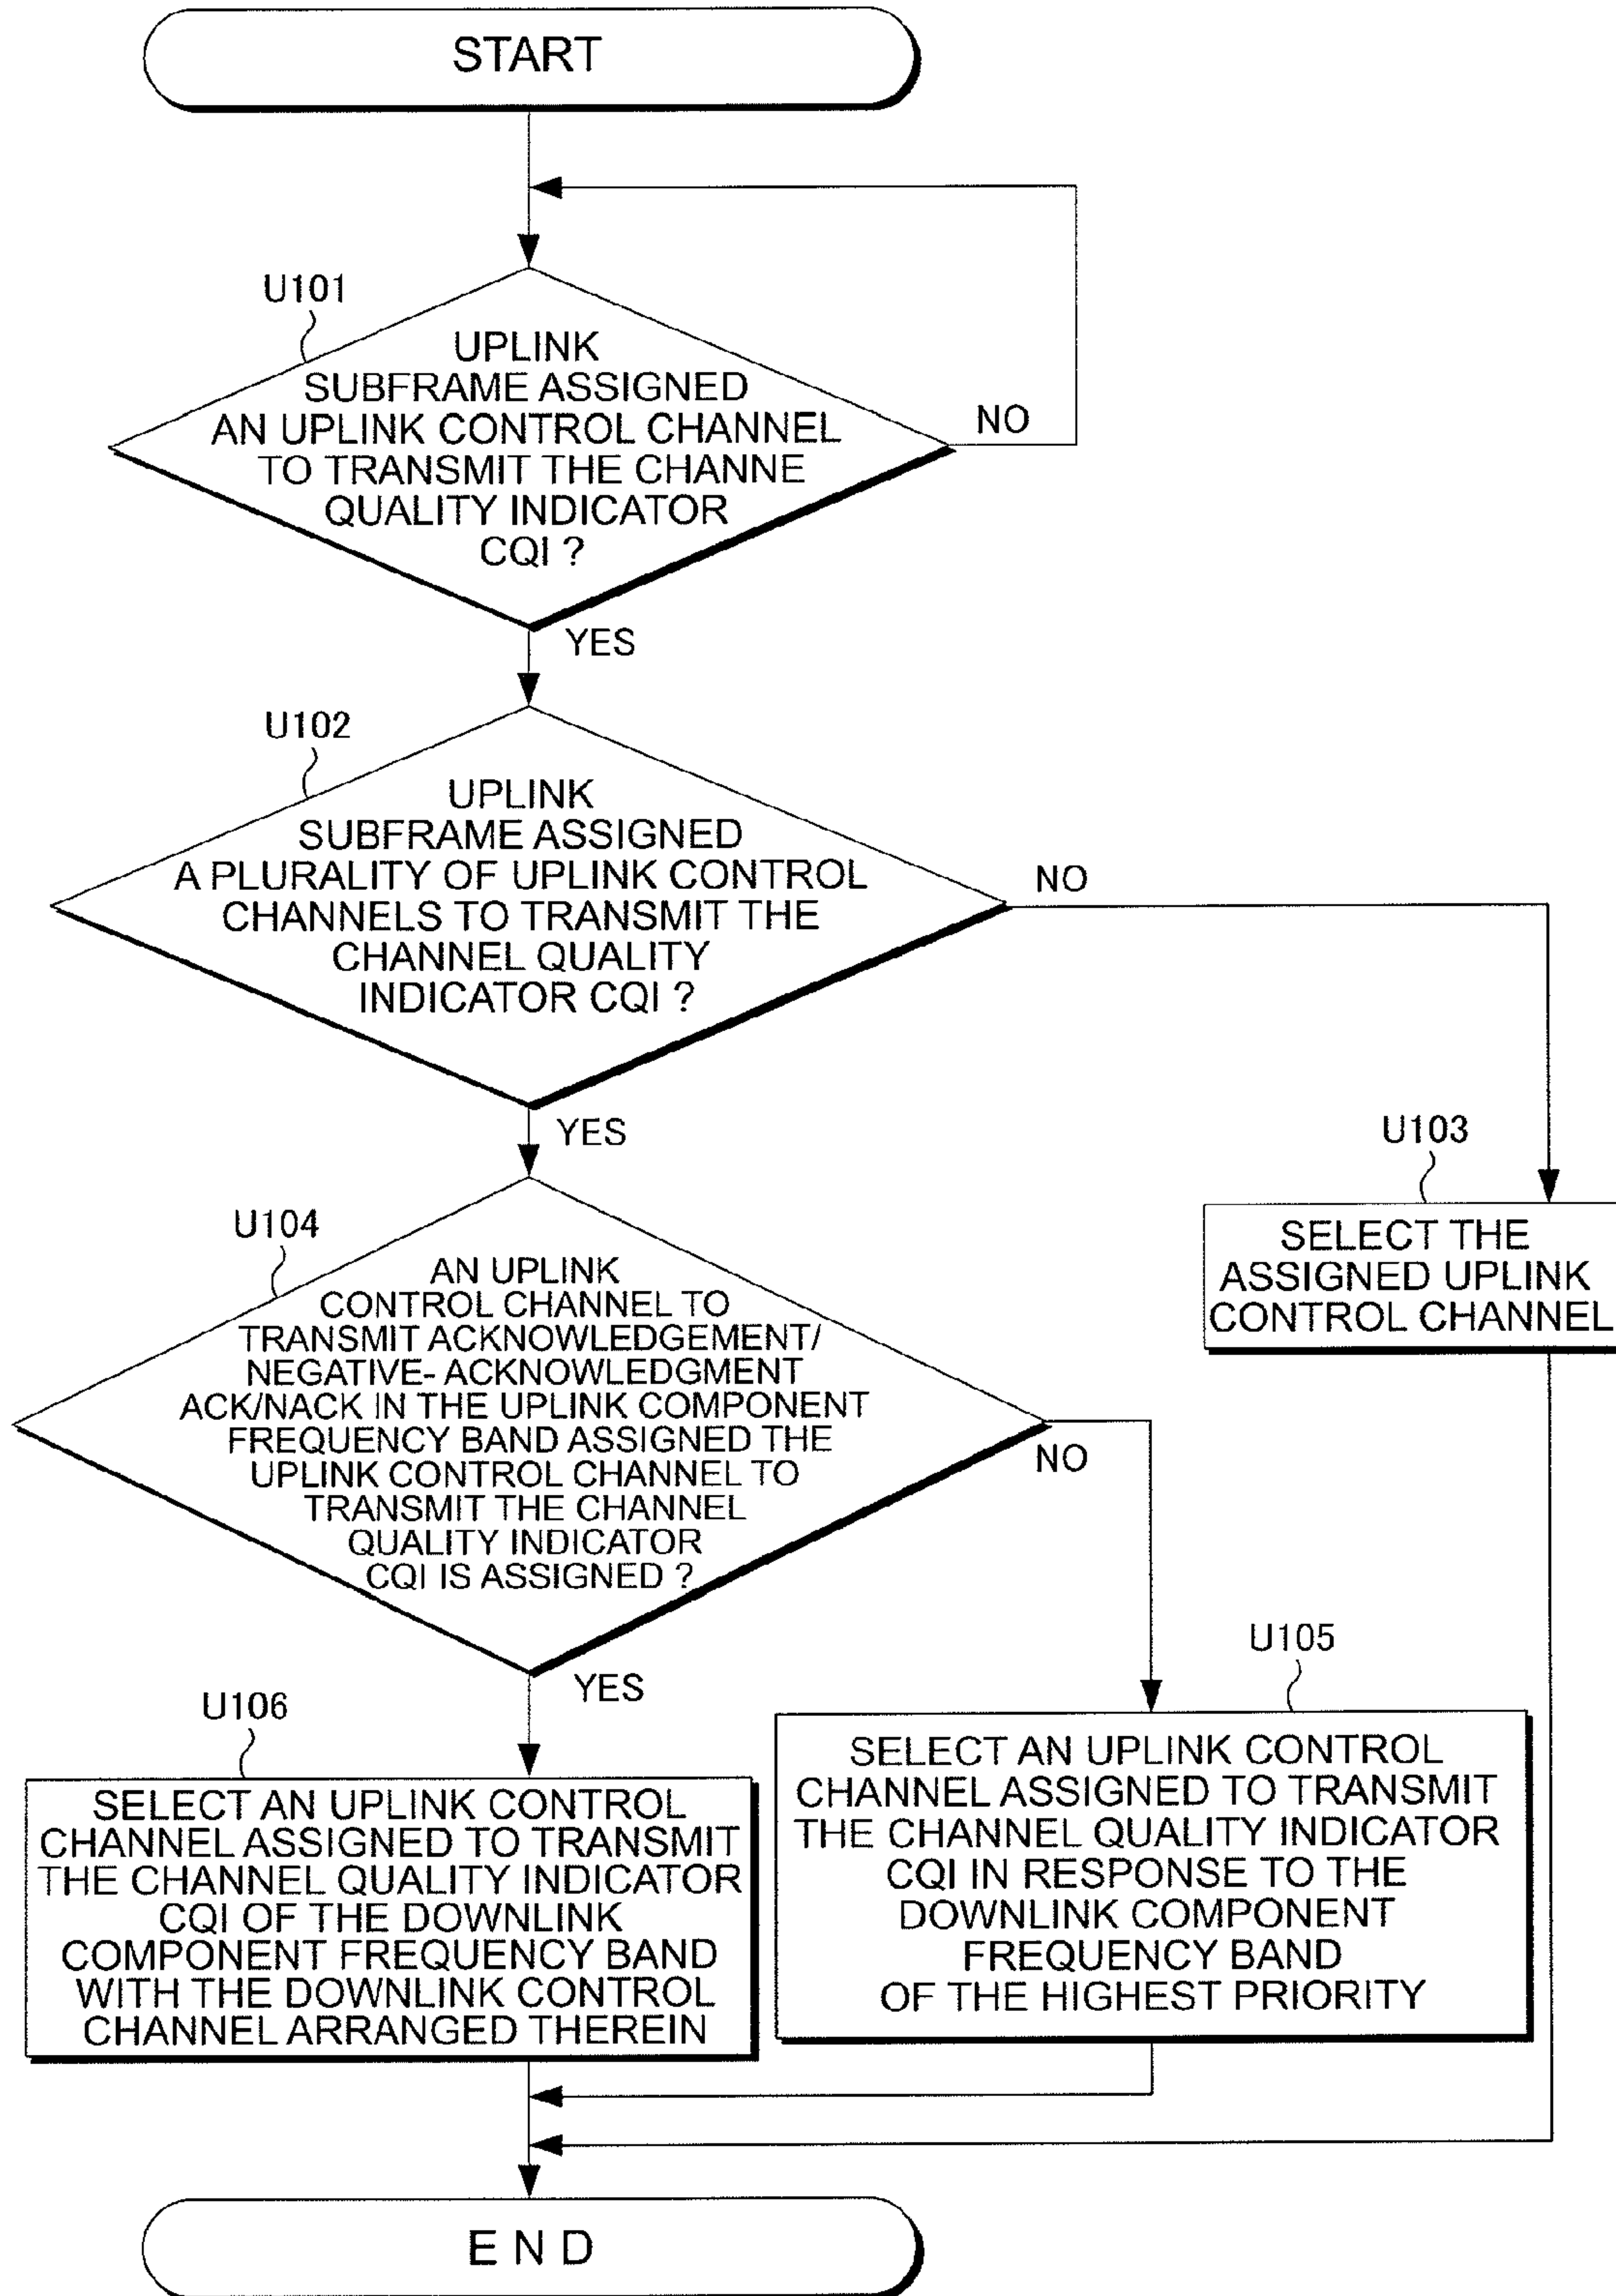 START
U101
UPLINK
SUBFRAME ASSIGNED
AN UPLINK CONTROL CHANNEL
TO TRANSMIT THE CHANNE
QUALITY INDICATOR
CQI ?
NO
YES
U102
UPLINK
SUBFRAME ASSIGNED
A PLURALITY OF UPLINK CONTROL
CHANNELS TO TRANSMIT THE
CHANNEL QUALITY
INDICATOR CQI ?
NO
YES
U103
SELECT THE
ASSIGNED UPLINK
CONTROL CHANNEL
U104
AN UPLINK
CONTROL CHANNEL TO
TRANSMIT ACKNOWLEDGEMENT/
NEGATIVE- ACKNOWLEDGMENT
ACK/NACK IN THE UPLINK COMPONENT
FREQUENCY BAND ASSIGNED THE
UPLINK CONTROL CHANNEL TO
TRANSMIT THE CHANNEL
QUALITY INDICATOR
CQI IS ASSIGNED ?
NO
YES
U105
SELECT AN UPLINK CONTROL
CHANNEL ASSIGNED TO TRANSMIT
THE CHANNEL QUALITY INDICATOR
CQI IN RESPONSE TO THE
DOWNLINK COMPONENT
FREQUENCY BAND
OF THE HIGHEST PRIORITY
U106
SELECT AN UPLINK CONTROL
CHANNEL ASSIGNED TO TRANSMIT
THE CHANNEL QUALITY INDICATOR
CQI OF THE DOWNLINK
COMPONENT FREQUENCY BAND
WITH THE DOWNLINK CONTROL
CHANNEL ARRANGED THEREIN
E N D